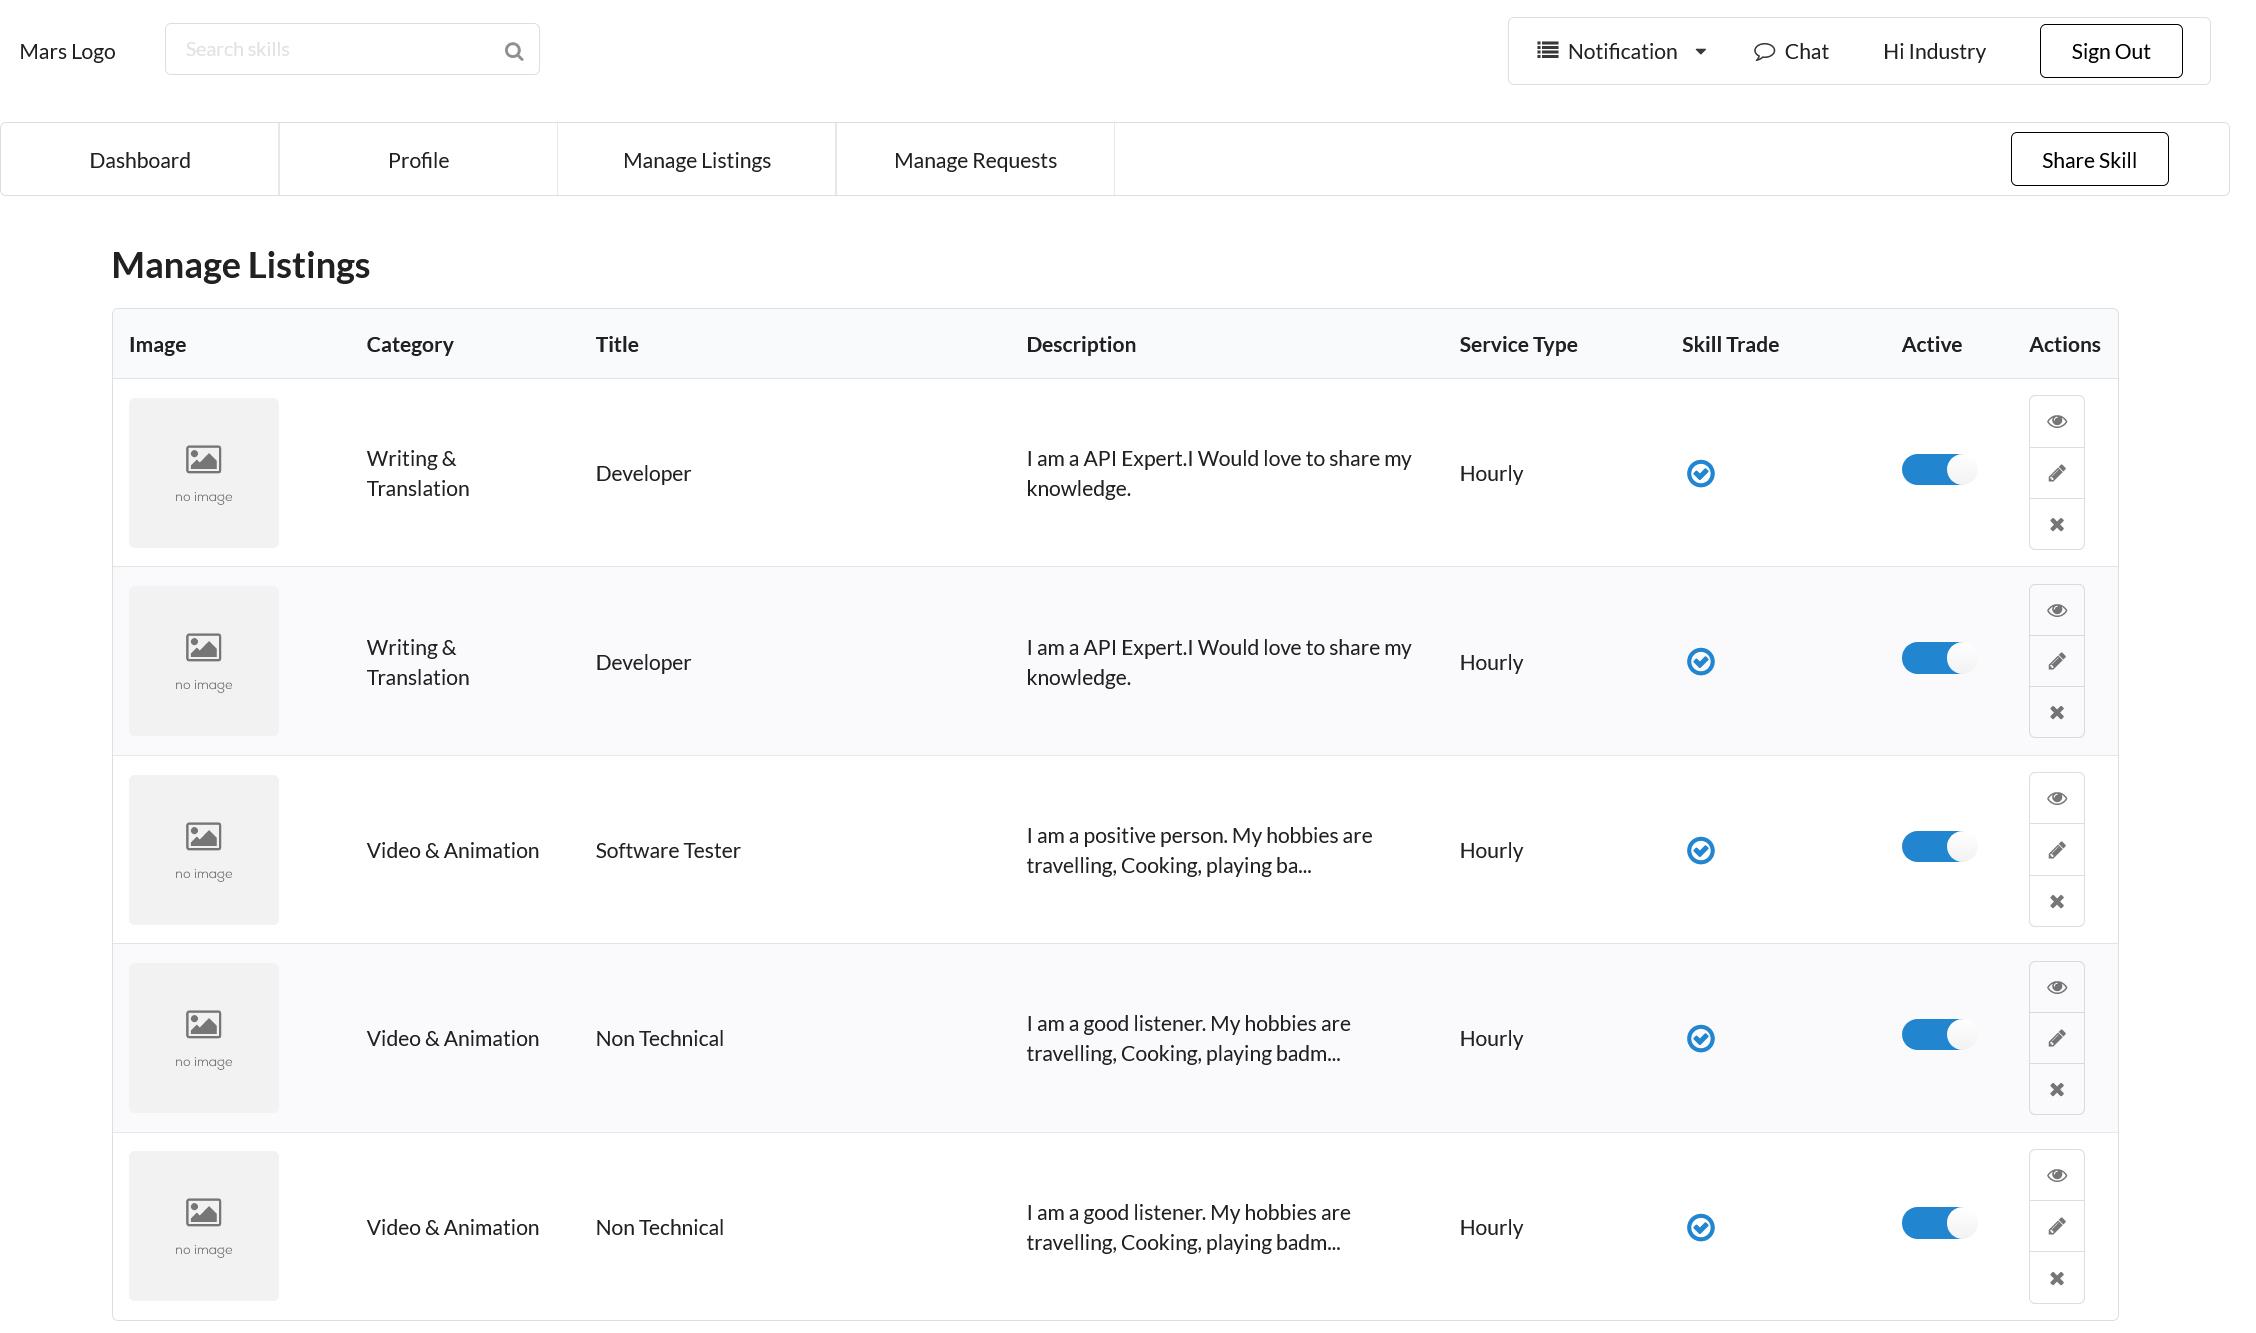 Mars Logo
Search skills
Notification
Chat
Hi Industry
Sign Out
Dashboard
Profile
Manage Listings
Manage Requests
Share Skill
Manage Listings
Image Category Title Description Service Type Skill Trade Active Actions
no image
Writing &
Translation
Developer
I am a API Expert.I Would love to share my
knowledge.
Hourly
no image
Writing &
Translation
Developer
I am a API Expert.I Would love to share my
knowledge.
Hourly
no image
Video & Animation
Software Tester
I am a positive person. My hobbies are
travelling, Cooking, playing ba...
Hourly
no image
Video & Animation
Non Technical
I am a good listener. My hobbies are
travelling, Cooking, playing badm...
Hourly
no image
Video & Animation
Non Technical
I am a good listener. My hobbies are
travelling, Cooking, playing badm...
Hourly